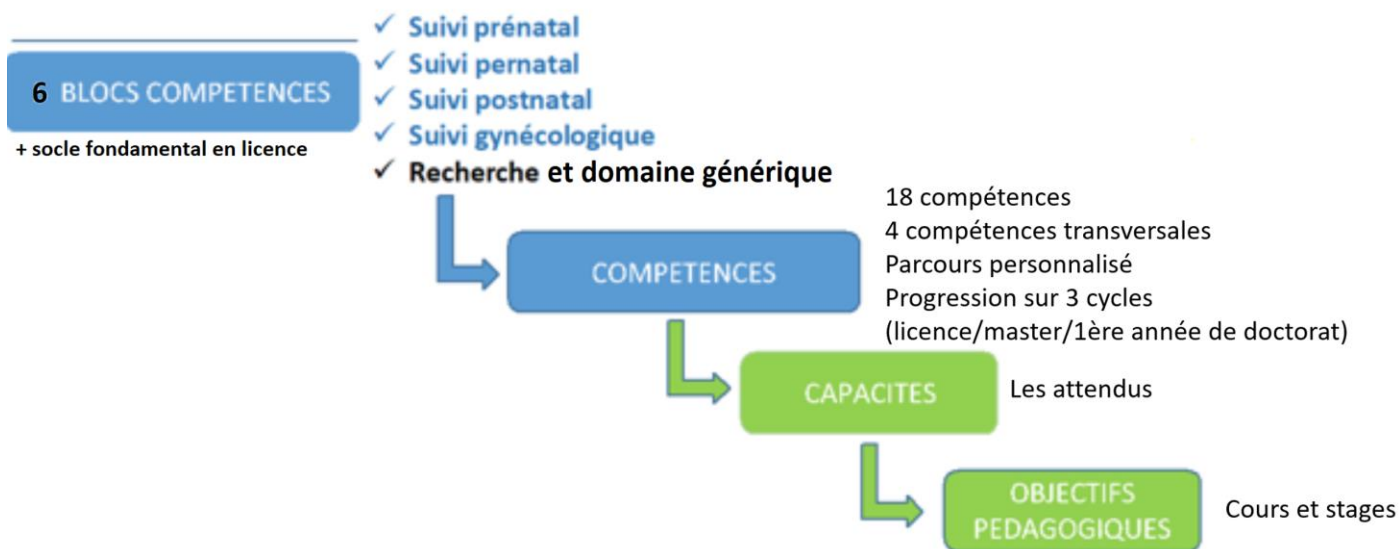 ✓ Suivi prénatal
✓ Suivi pernatal
✓ Suivi postnatal
✓ Suivi gynécologique
✓ Recherche et domaine générique
6 BLOCS COMPETENCES
+ socle fondamental en licence
COMPETENCES
18 compétences
4 compétences transversales
Parcours personnalisé
Progression sur 3 cycles
(licence/master/1ère année de doctorat)
CAPACITES
Les attendus
OBJECTIFS
PEDAGOGIQUES
Cours et stages